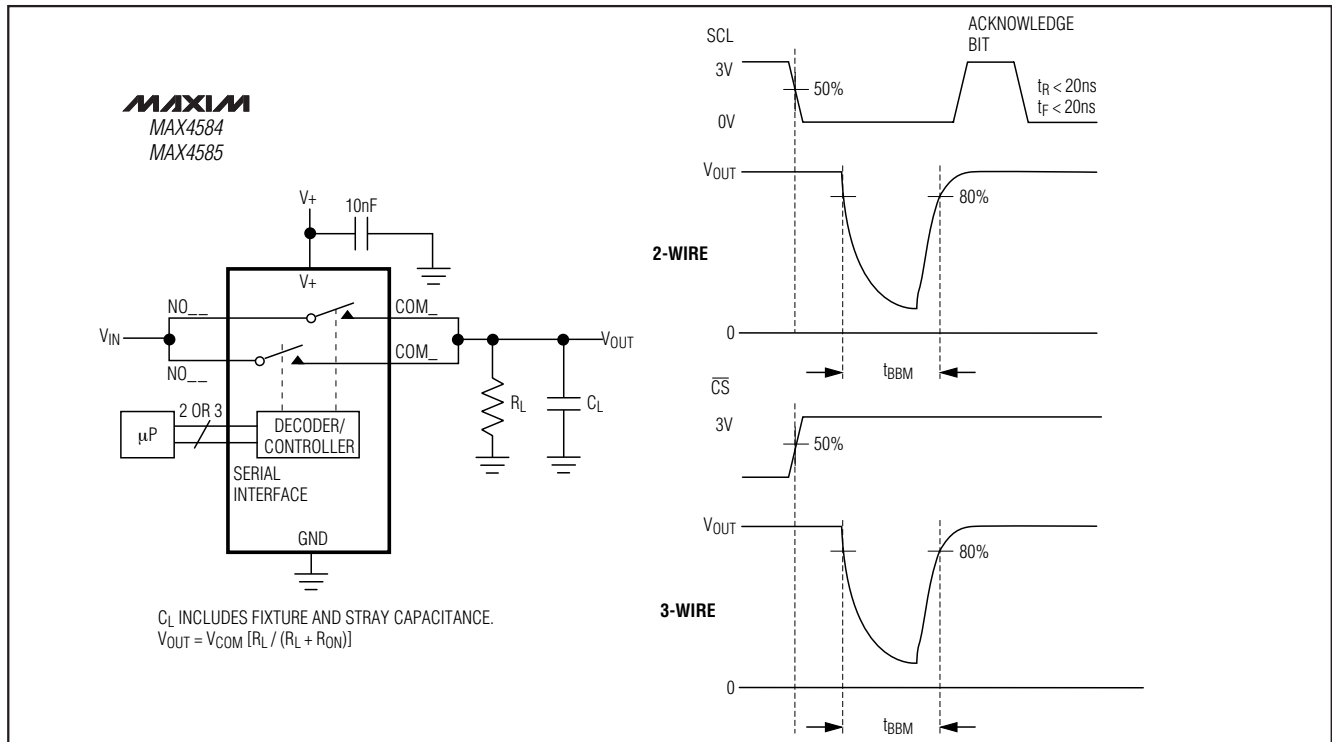 MAXIM
MAX4584
MAX4585
V+
10nF
V+
NO__
COM_
VIN
COM_
VOUT
NO__
RL
CL
2 OR 3
μP
DECODER/
CONTROLLER
SERIAL
INTERFACE
GND
CL INCLUDES FIXTURE AND STRAY CAPACITANCE.
VOUT = VCOM [RL / (RL + RON)]
SCL
ACKNOWLEDGE
BIT
3V
50%
tR < 20ns
tF < 20ns
0V
VOUT
80%
2-WIRE
0
tBBM
CS
3V
50%
VOUT
80%
3-WIRE
0
tBBM